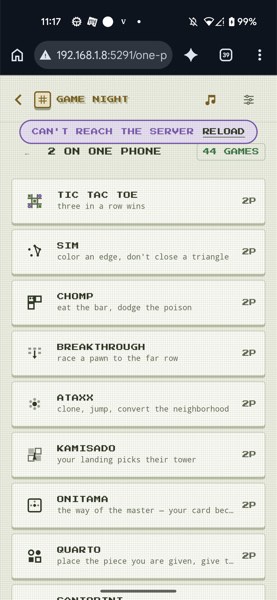 11:17
99%
192.168.1.8:5291/one-p
39
GAME NIGHT
CAN'T REACH THE SERVER RELOAD
2 ON ONE PHONE
44 GAMES
TIC TAC TOE
three in a row wins
2P
SIM
color an edge, don't close a triangle
2P
CHOMP
eat the bar, dodge the poison
2P
BREAKTHROUGH
race a pawn to the far row
2P
ATAXX
clone, jump, convert the neighborhood
2P
KAMISADO
your landing picks their tower
2P
ONITAMA
the way of the master — your card bec…
2P
QUARTO
place the piece you are given, give t…
2P